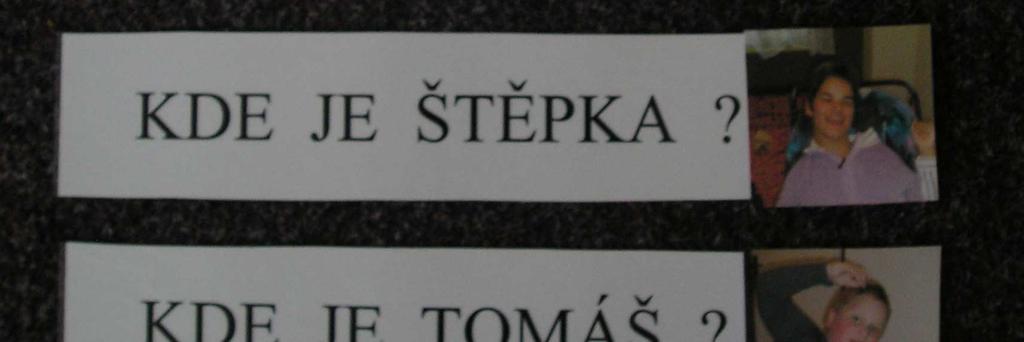 KDE JE ŠTĚPKA ?
KDE JE TOMÁŠ ?